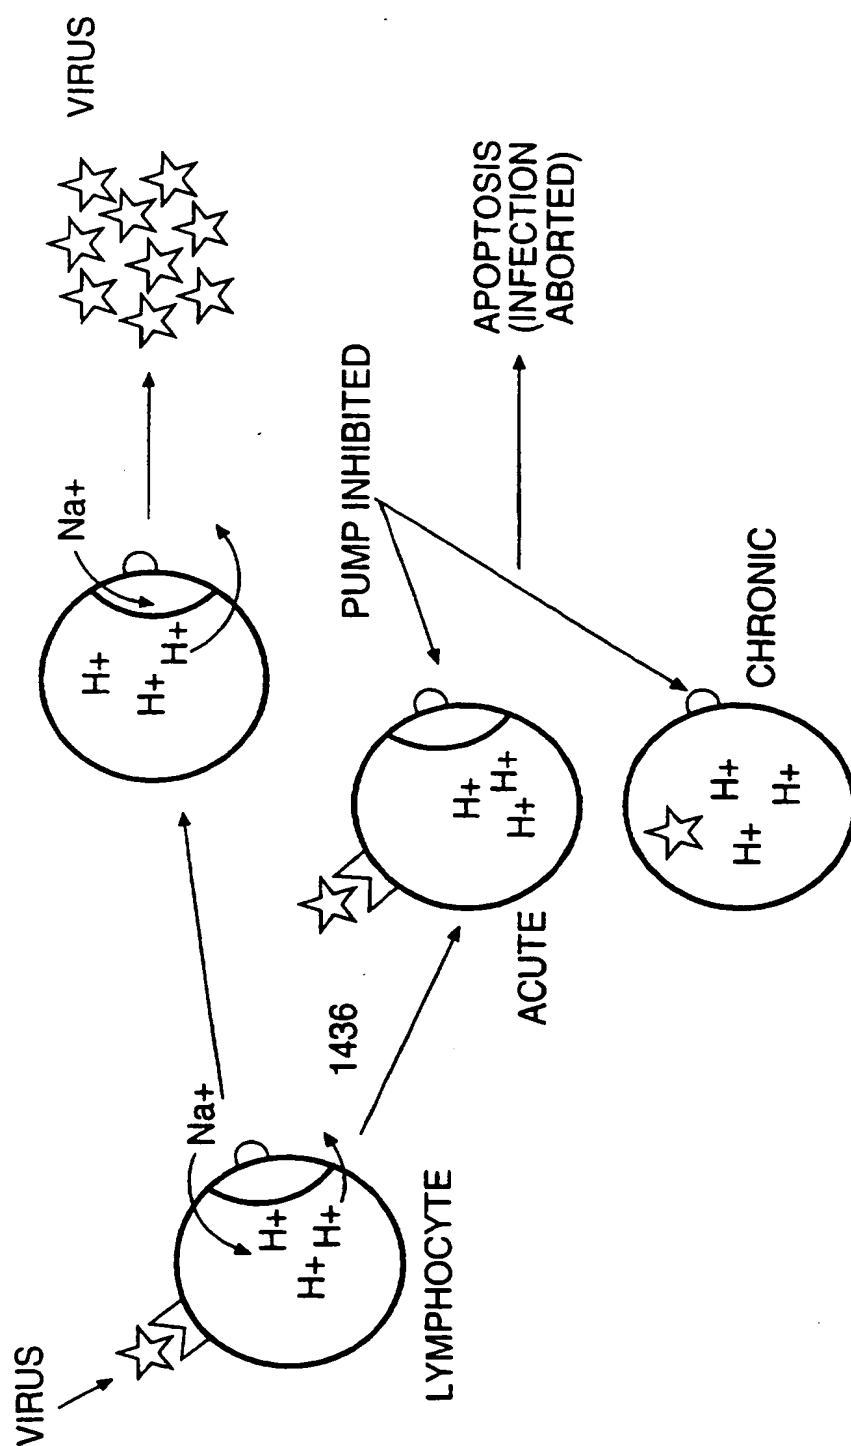 VIRUS
Na+
H+
H+
H+
LYMPHOCYTE
1436
Na+
H+
H+
H+
VIRUS
PUMP INHIBITED
H+
H+
H+
ACUTE
APOPTOSIS
(INFECTION
ABORTED)
H+
H+
H+
CHRONIC